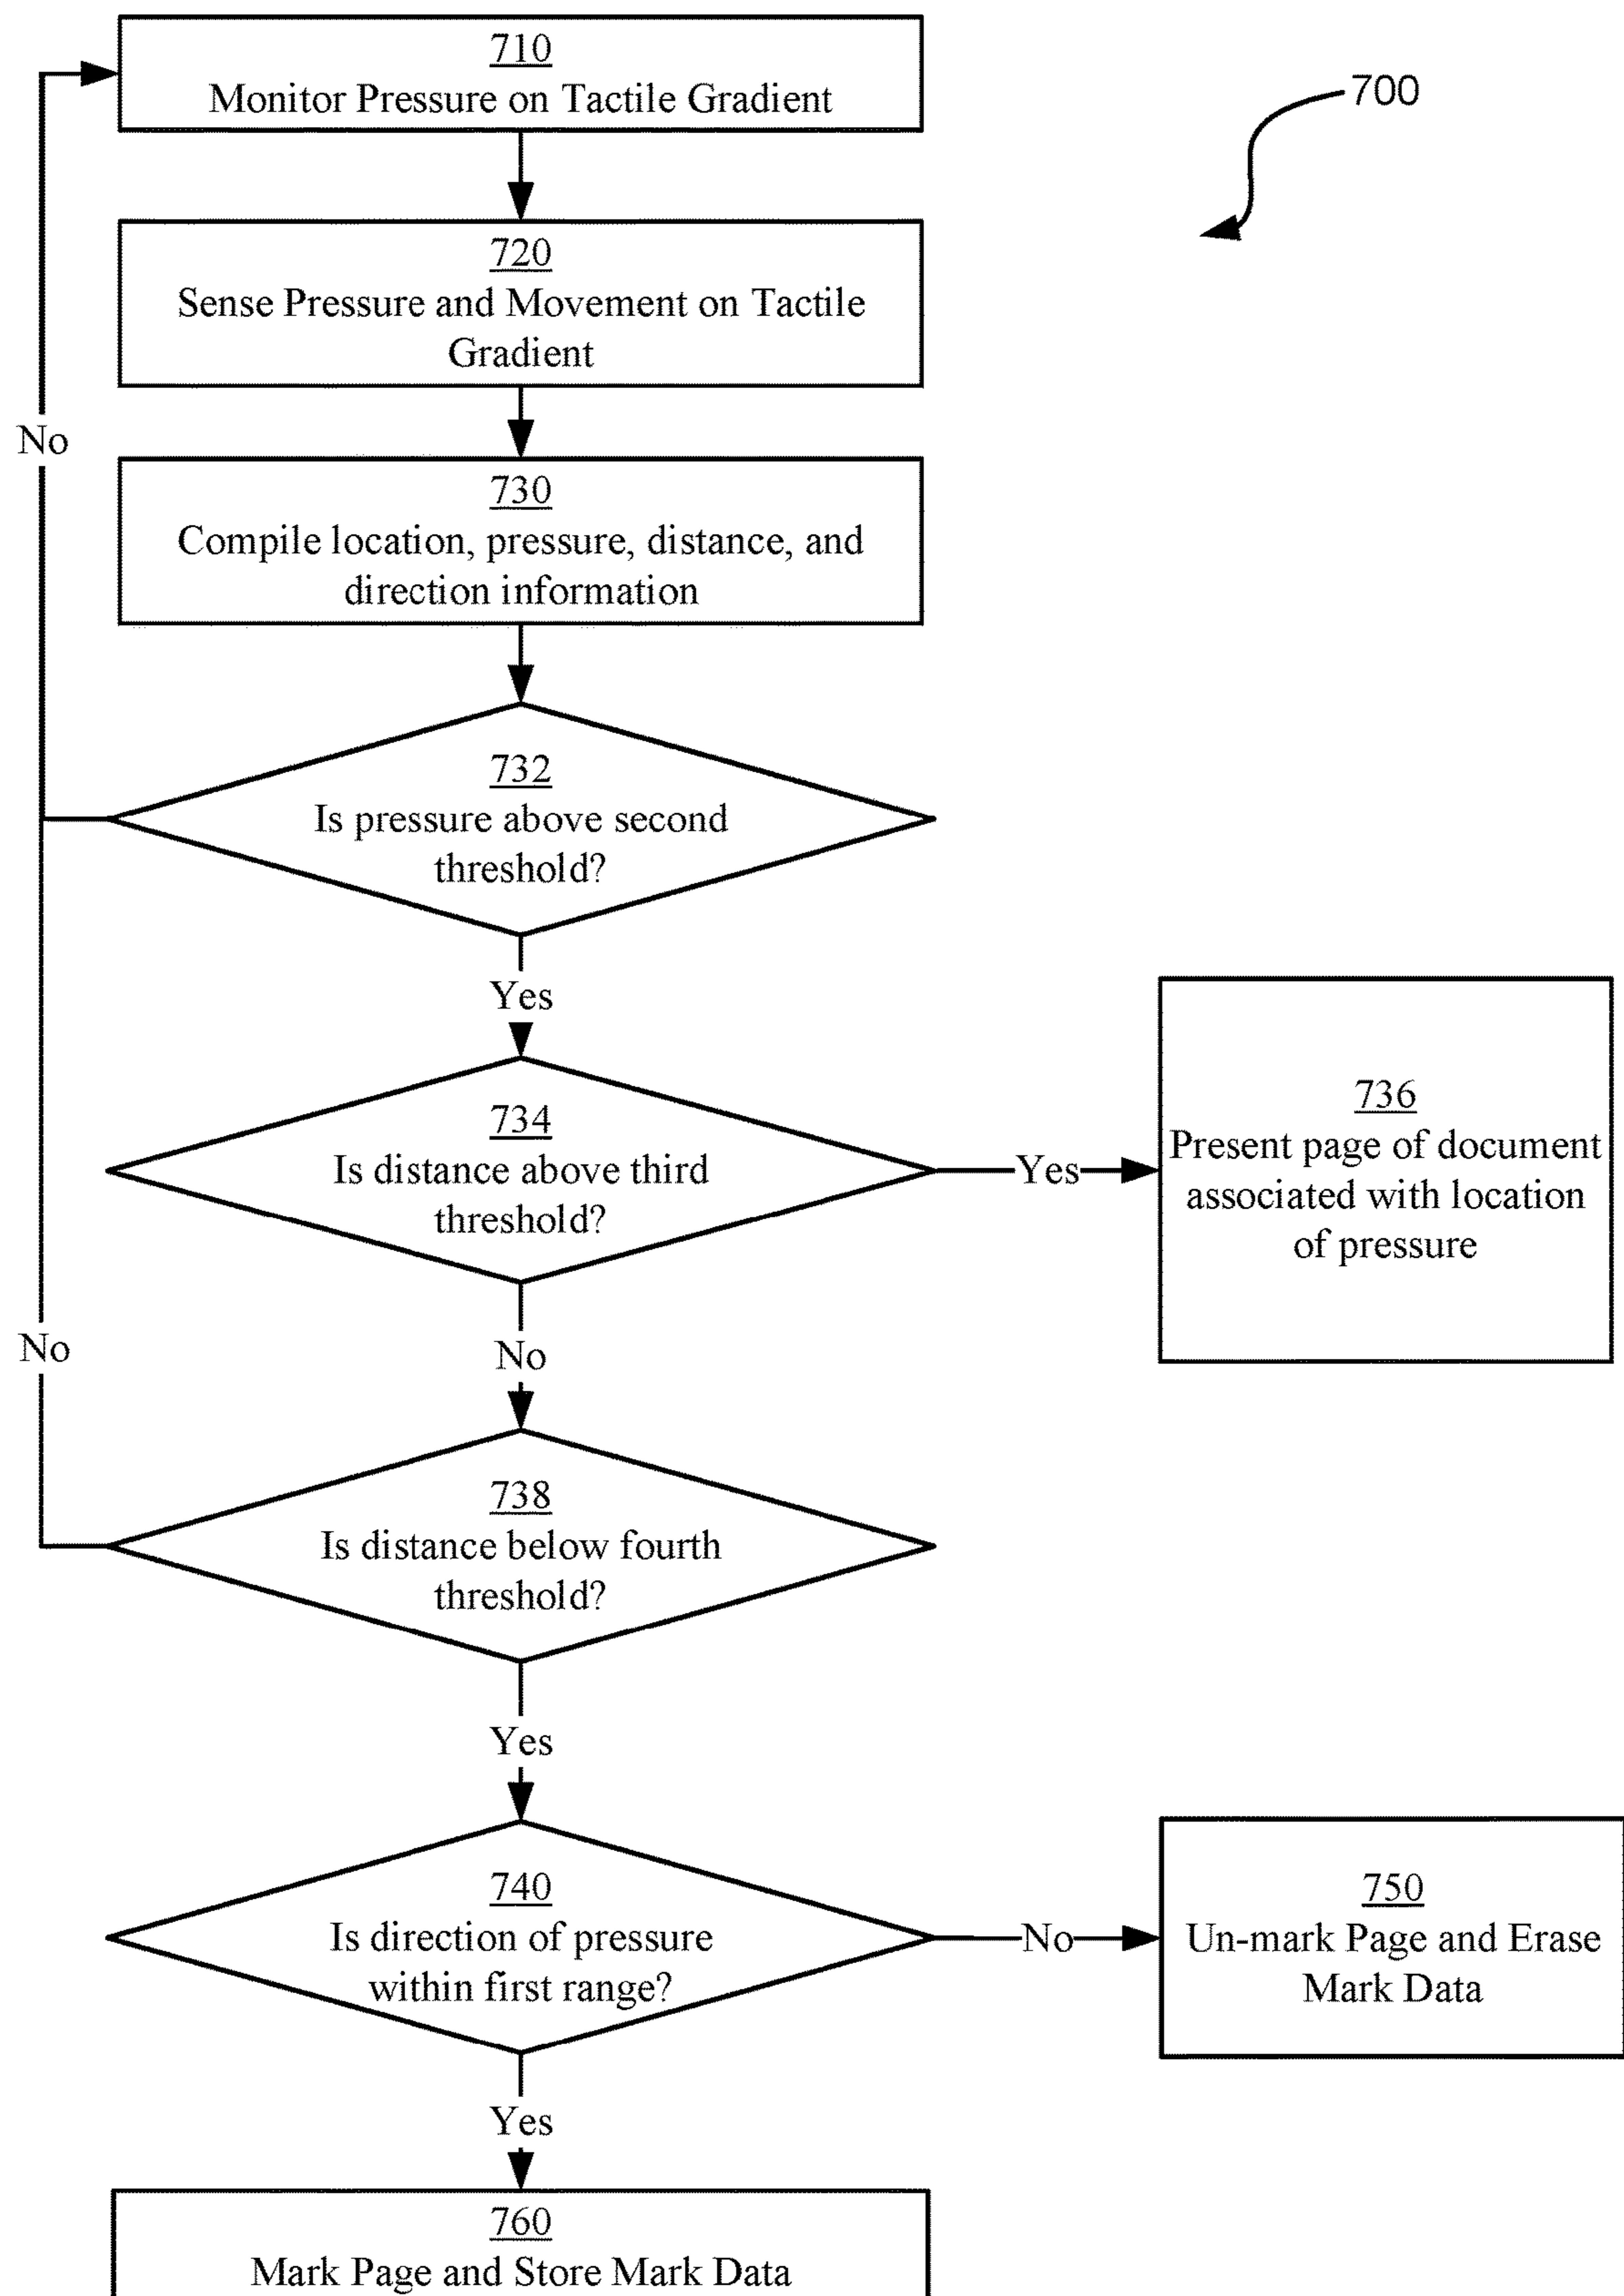 710
Monitor Pressure on Tactile Gradient
700
720
Sense Pressure and Movement on Tactile
Gradient
No
730
Compile location, pressure, distance, and
direction information
732
Is pressure above second
threshold?
Yes
734
Is distance above third
threshold?
Yes
736
Present page of document
associated with location
of pressure
No
No
738
Is distance below fourth
threshold?
Yes
740
Is direction of pressure
within first range?
No
750
Un-mark Page and Erase
Mark Data
Yes
760
Mark Page and Store Mark Data